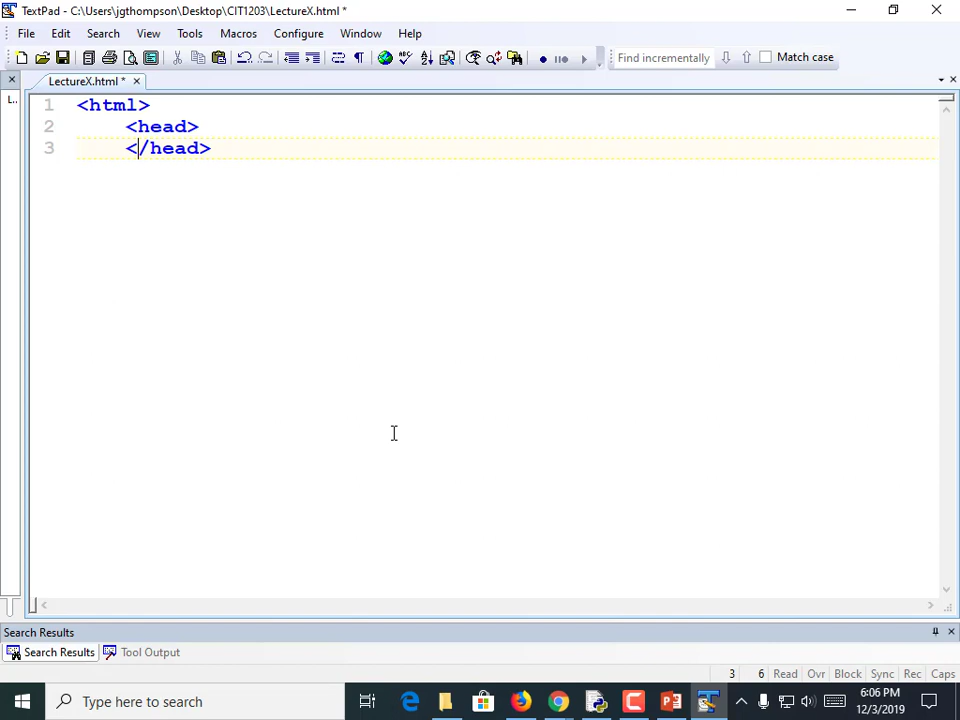 TextPad - C:\Users\jgthompson\Desktop\CIT1203\LectureX.html *
File Edit Search View Tools Macros Configure Window Help
Find incrementally Match case
L.. LectureX.html *
1 <html>
2 <head>
3 </head>
Search Results
Search Results Tool Output
3 6 Read Ovr Block Sync Rec Caps
Type here to search
6:06 PM
12/3/2019